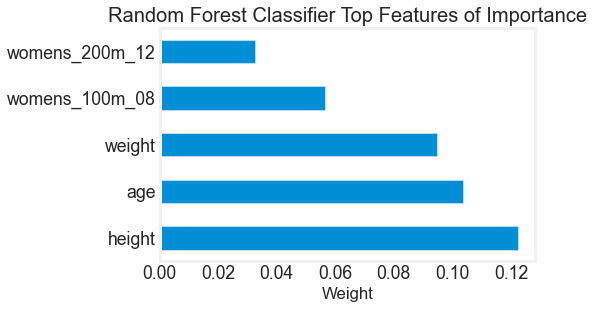 Random Forest Classifier Top Features of Importance
womens_200m_12
womens_100m_08
weight
age
height
0.00 0.02 0.04 0.06 0.08 0.10 0.12
Weight